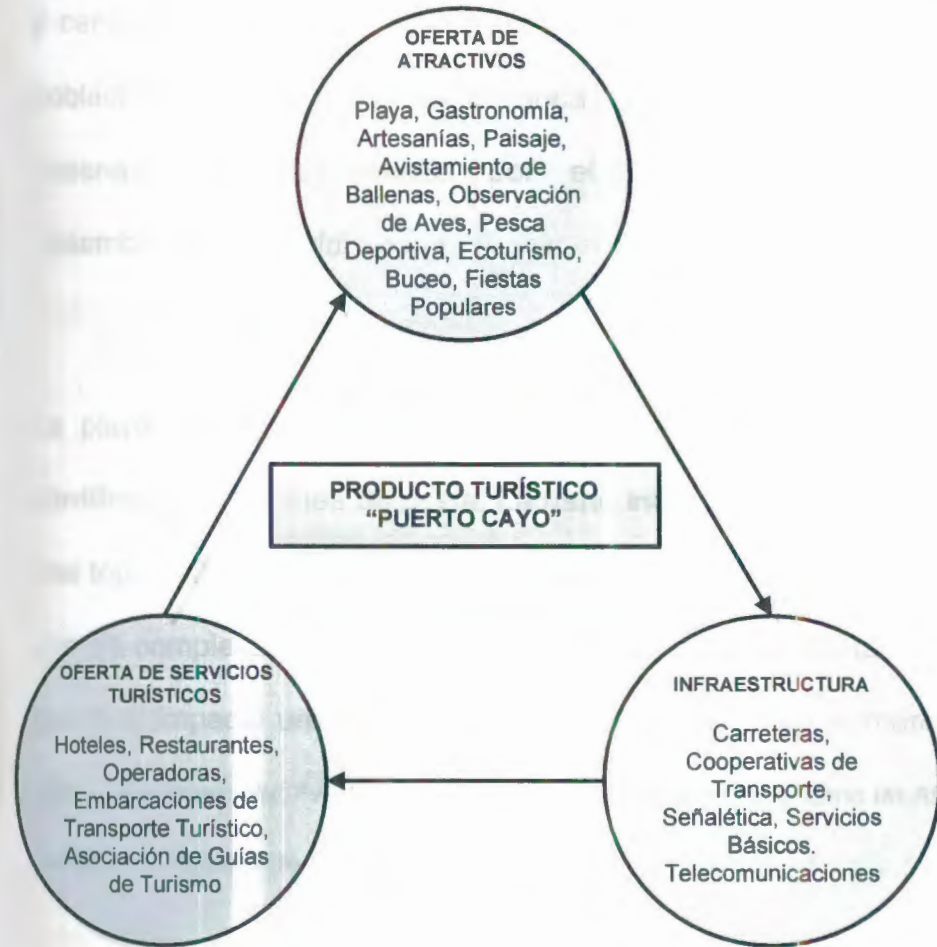 OFERTA DE
ATRACTIVOS
Playa, Gastronomía,
Artesanías, Paisaje,
Avistamiento de
Ballenas, Observación
de Aves, Pesca
Deportiva, Ecoturismo,
Buceo, Fiestas
Populares
PRODUCTO TURÍSTICO
“PUERTO CAYO”
OFERTA DE SERVICIOS
TURÍSTICOS
Hoteles, Restaurantes,
Operadoras,
Embarcaciones de
Transporte Turístico,
Asociación de Guías
de Turismo
INFRAESTRUCTURA
Carreteras,
Cooperativas de
Transporte,
Señalética, Servicios
Básicos.
Telecomunicaciones